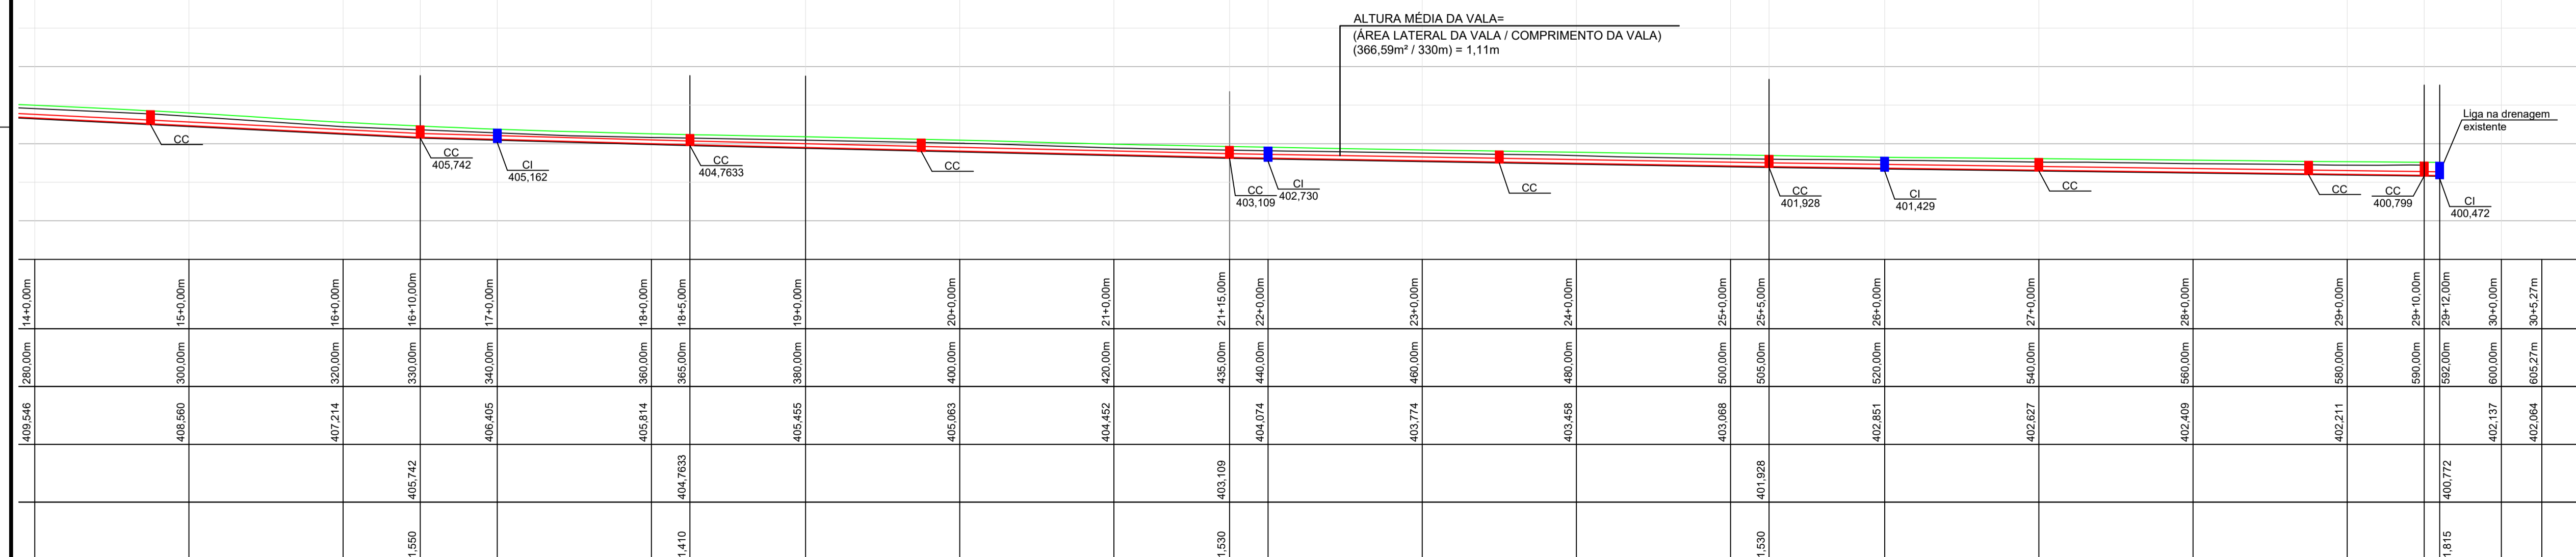 ALTURA MÉDIA DA VALA=
(ÁREA LATERAL DA VALA / COMPRIMENTO DA VALA)
(366,59m² / 330m) = 1,11m
Liga na drenagem
existente
CC
CC
405,742
CI
405,162
CC
404,7633
CC
CC
403,109
CI
402,730
CC
CC
401,928
CI
401,429
CC
CC
CC
400,799
CI
400,472
14+0,00m
15+0,00m
16+0,00m
16+10,00m
17+0,00m
18+0,00m
18+5,00m
19+0,00m
20+0,00m
21+0,00m
21+15,00m
22+0,00m
23+0,00m
24+0,00m
25+0,00m
25+5,00m
26+0,00m
27+0,00m
28+0,00m
29+0,00m
29+10,00m
29+12,00m
30+0,00m
30+5,27m
280,00m
300,00m
320,00m
330,00m
340,00m
360,00m
365,00m
380,00m
400,00m
420,00m
435,00m
440,00m
460,00m
480,00m
500,00m
505,00m
520,00m
540,00m
560,00m
580,00m
590,00m
592,00m
600,00m
605,27m
409,546
408,560
407,214
406,405
405,814
405,455
405,063
404,452
404,074
403,774
403,458
403,068
402,851
402,627
402,409
402,211
402,137
402,064
405,742
404,7633
403,109
401,928
400,772
1,550
1,410
1,530
1,530
1,815